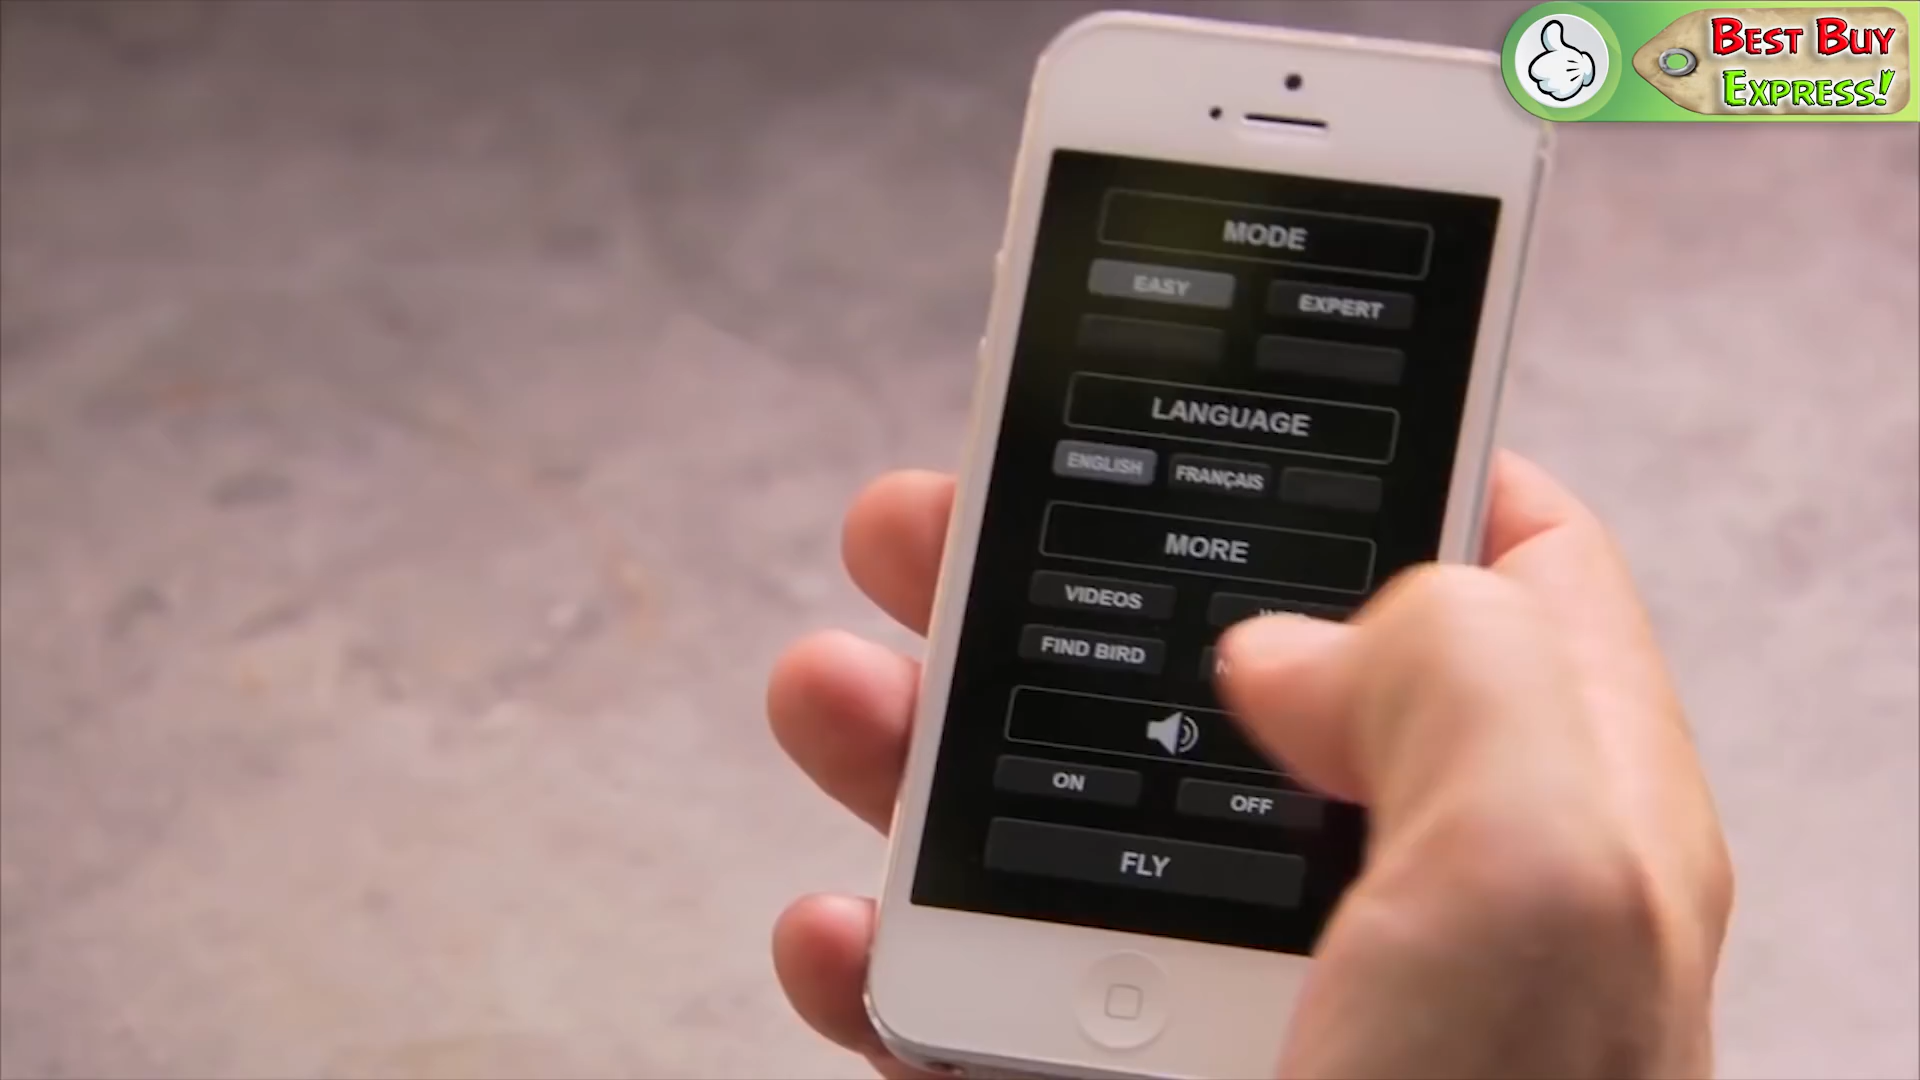 BEST BUY
EXPRESS!
MODE
EASY EXPERT
LANGUAGE
ENGLISH FRANÇAIS
MORE
VIDEOS
FIND BIRD
ON OFF
FLY